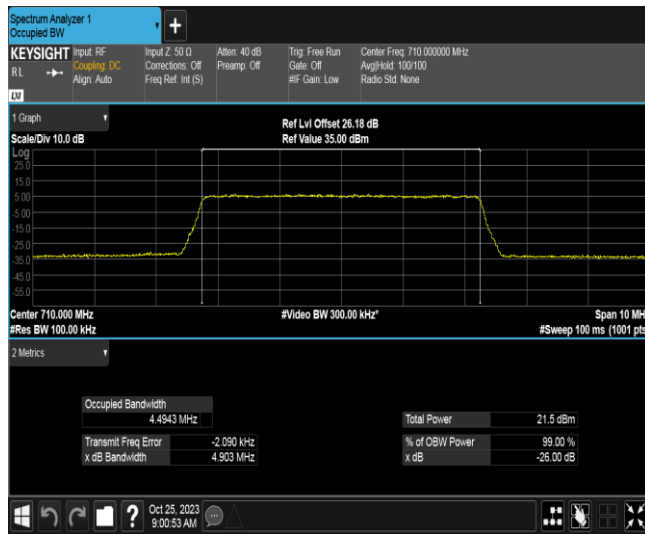 Spectrum Analyzer 1
Occupied BW
+
KEYSIGHT
RL
LXI
Input: RF
Coupling: DC
Align: Auto
Input Z: 50 Ω
Corrections: Off
Freq Ref: Int (S)
Atten: 40 dB
Preamp: Off
Trig: Free Run
Gate: Off
#IF Gain: Low
Center Freq: 710.000000 MHz
Avg|Hold: 100/100
Radio Std: None
1 Graph
Scale/Div 10.0 dB
Ref Lvl Offset 26.18 dB
Ref Value 35.00 dBm
Log
25.0
15.0
5.00
-5.00
-15.0
-25.0
-35.0
-45.0
-55.0
Center 710.000 MHz
#Res BW 100.00 kHz
#Video BW 300.00 kHz*
Span 10 MH
#Sweep 100 ms (1001 pts
2 Metrics
Occupied Bandwidth
4.4943 MHz
Transmit Freq Error -2.090 kHz
x dB Bandwidth 4.903 MHz
Total Power 21.5 dBm
% of OBW Power 99.00 %
x dB -26.00 dB
?
Oct 25, 2023
9:00:53 AM